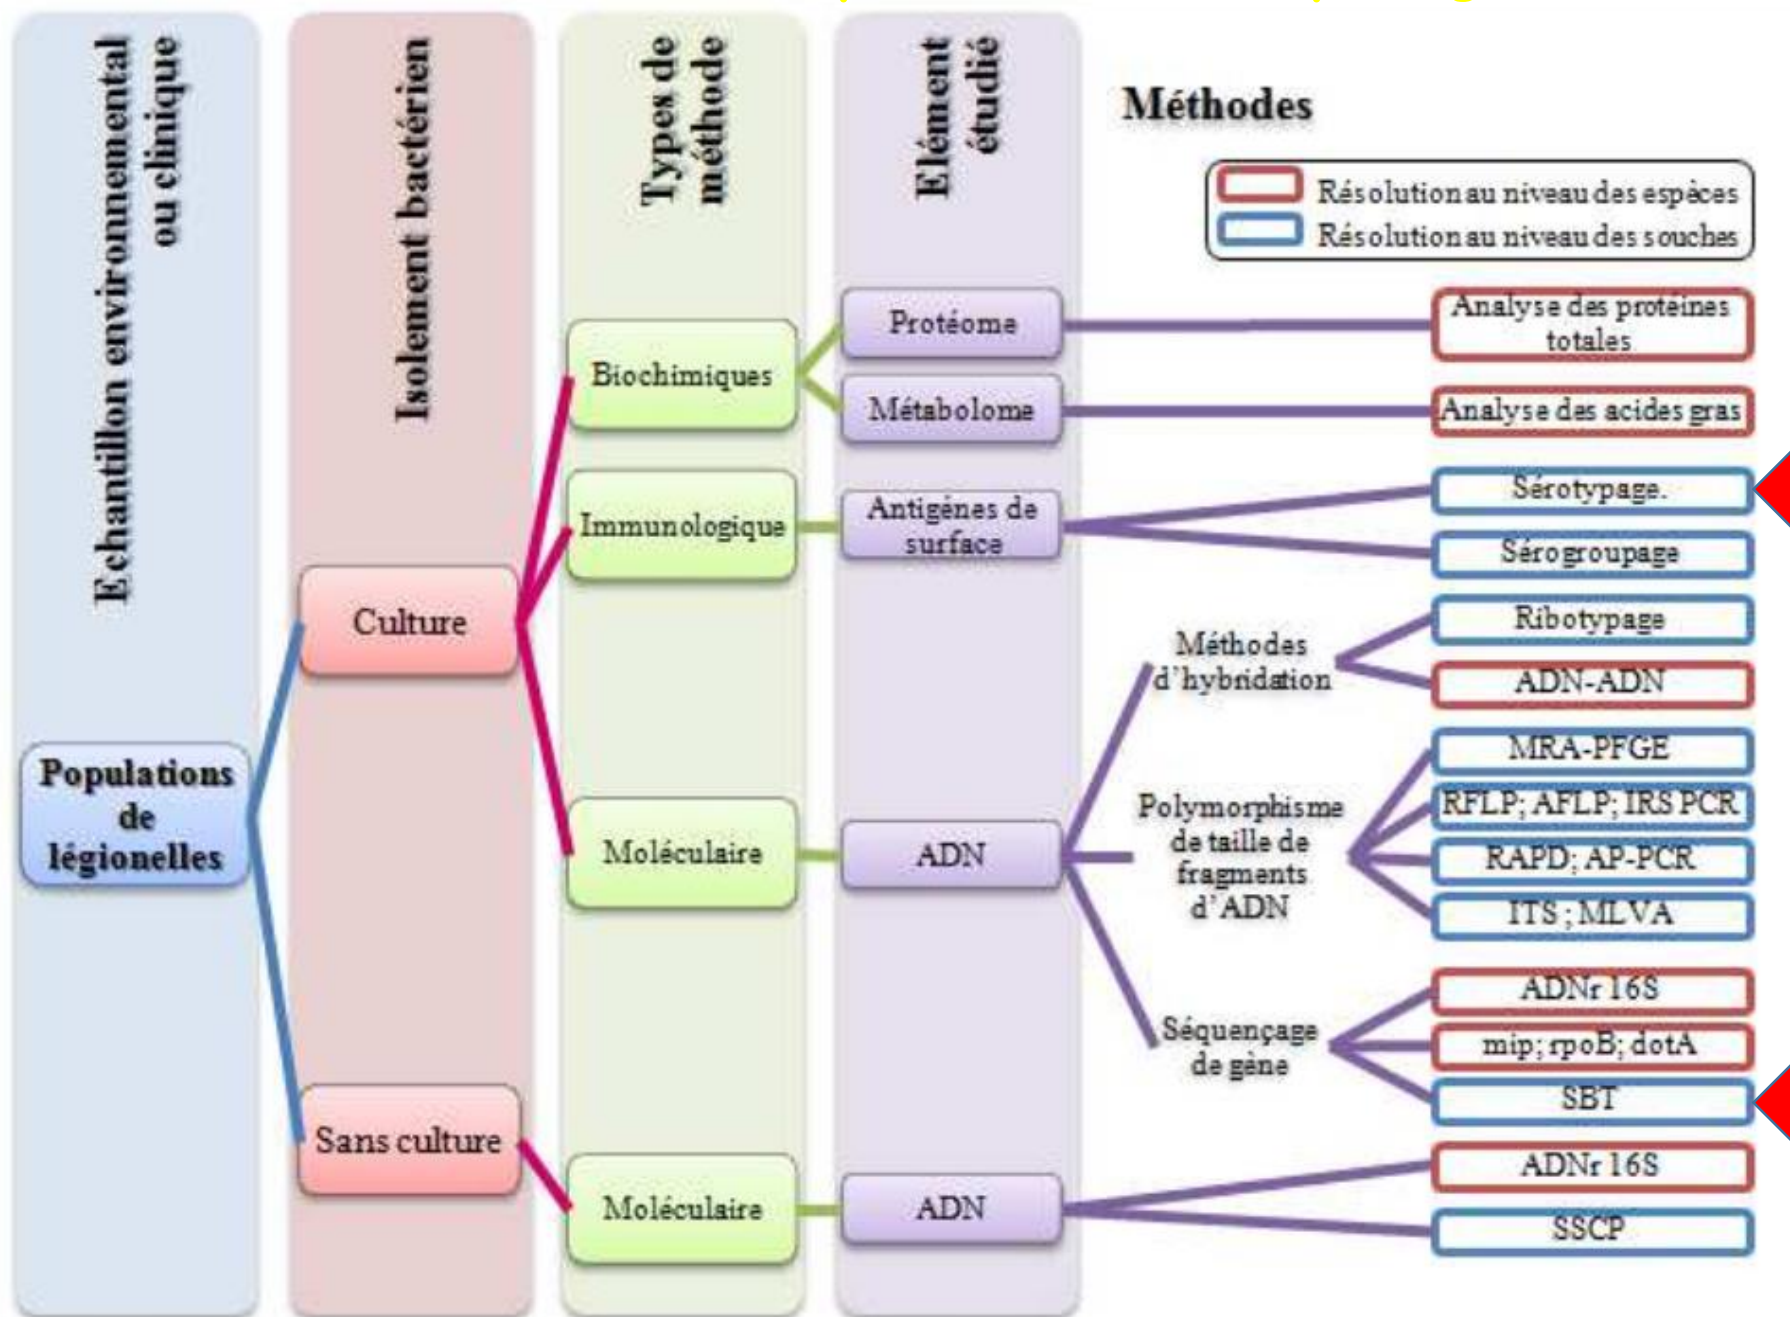 Echantillon environnemental
ou clinique
Isolement bactérien
Types de
méthode
Elément
étudié
Méthodes
Résolution au niveau des espèces
Résolution au niveau des souches
Populations
de
légionelles
Culture
Sans culture
Biochimiques
Immunologique
Moléculaire
Moléculaire
Protéome
Métabolome
Antigènes de
surface
ADN
ADN
Méthodes
d'hybridation
Polymorphisme
de taille de
fragments
d'ADN
Séquençage
de gène
Analyse des protéines
totales
Analyse des acides gras
Sérotypage.
Sérogroupage
Ribotypage
ADN-ADN
MRA-PFGE
RFLP; AFLP; IRS PCR
RAPD; AP-PCR
ITS ; MLVA
ADNr 16S
mip; rpoB; dotA
SBT
ADNr 16S
SSCP